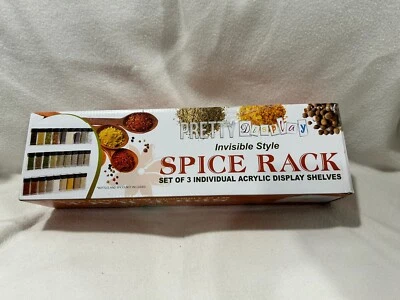 PRETTY Display
Invisible Style
SPICE RACK
SET OF 3 INDIVIDUAL ACRYLIC DISPLAY SHELVES